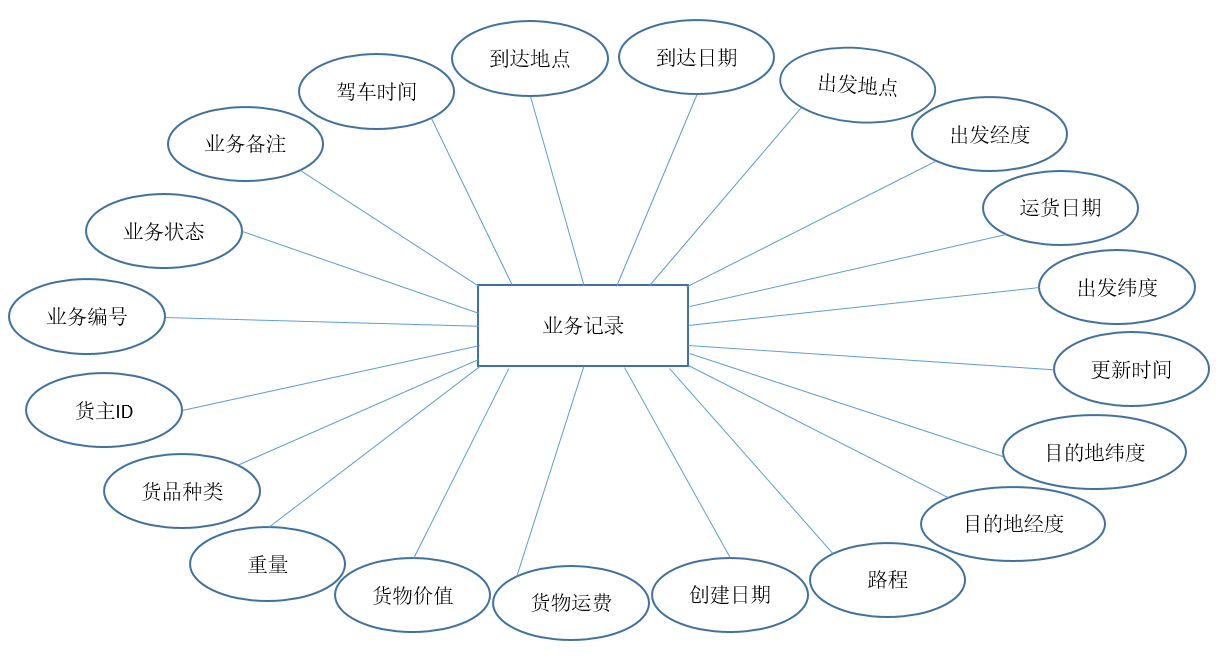 到达地点
到达日期
驾车时间
出发地点
业务备注
出发经度
业务状态
运货日期
业务编号
出发纬度
业务记录
更新时间
货主ID
目的地纬度
货品种类
目的地经度
重量
路程
货物价值
货物运费
创建日期